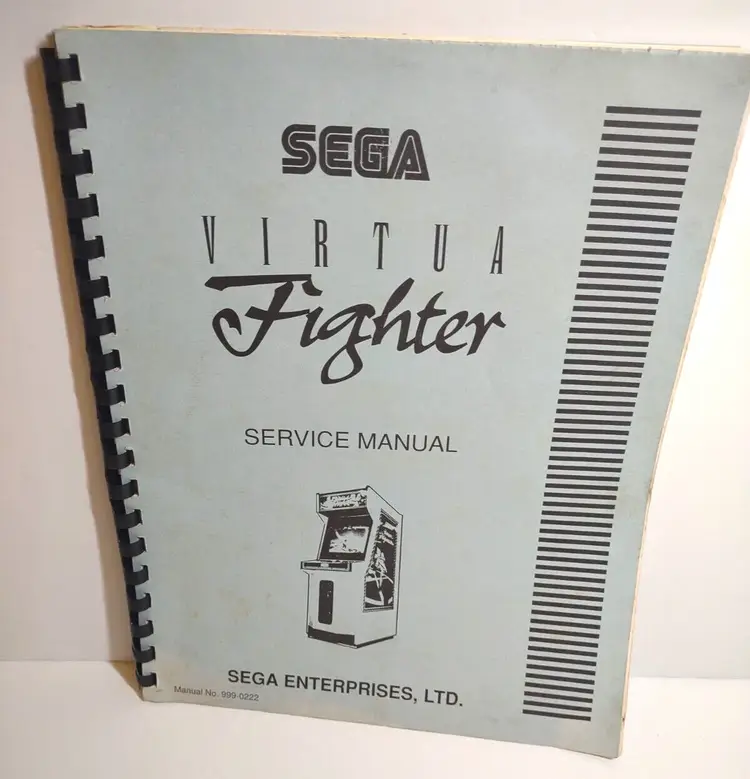 SEGA
VIRTUA
Fighter
SERVICE MANUAL
SEGA ENTERPRISES, LTD.
Manual No. 999-0222